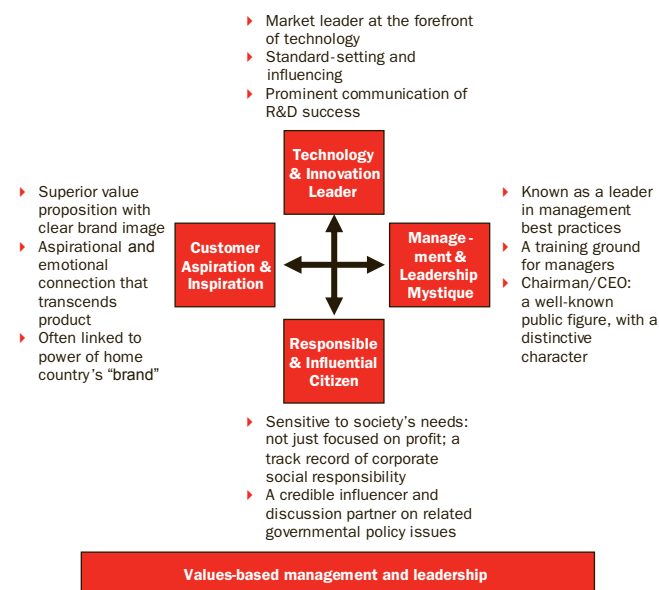 Market leader at the forefront
of technology
Standard-setting and
influencing
Prominent communication of
R&D success
Technology
& Innovation
Leader
Superior value
proposition with
clear brand image
Aspirational and
emotional
connection that
transcends
product
Often linked to
power of home
country’s “brand”
Customer
Aspiration &
Inspiration
Manage-
ment &
Leadership
Mystique
Known as a leader
in management
best practices
A training ground
for managers
Chairman/CEO:
a well-known
public figure, with a
distinctive
character
Responsible
& Influential
Citizen
Sensitive to society’s needs:
not just focused on profit; a
track record of corporate
social responsibility
A credible influencer and
discussion partner on related
governmental policy issues
Values-based management and leadership